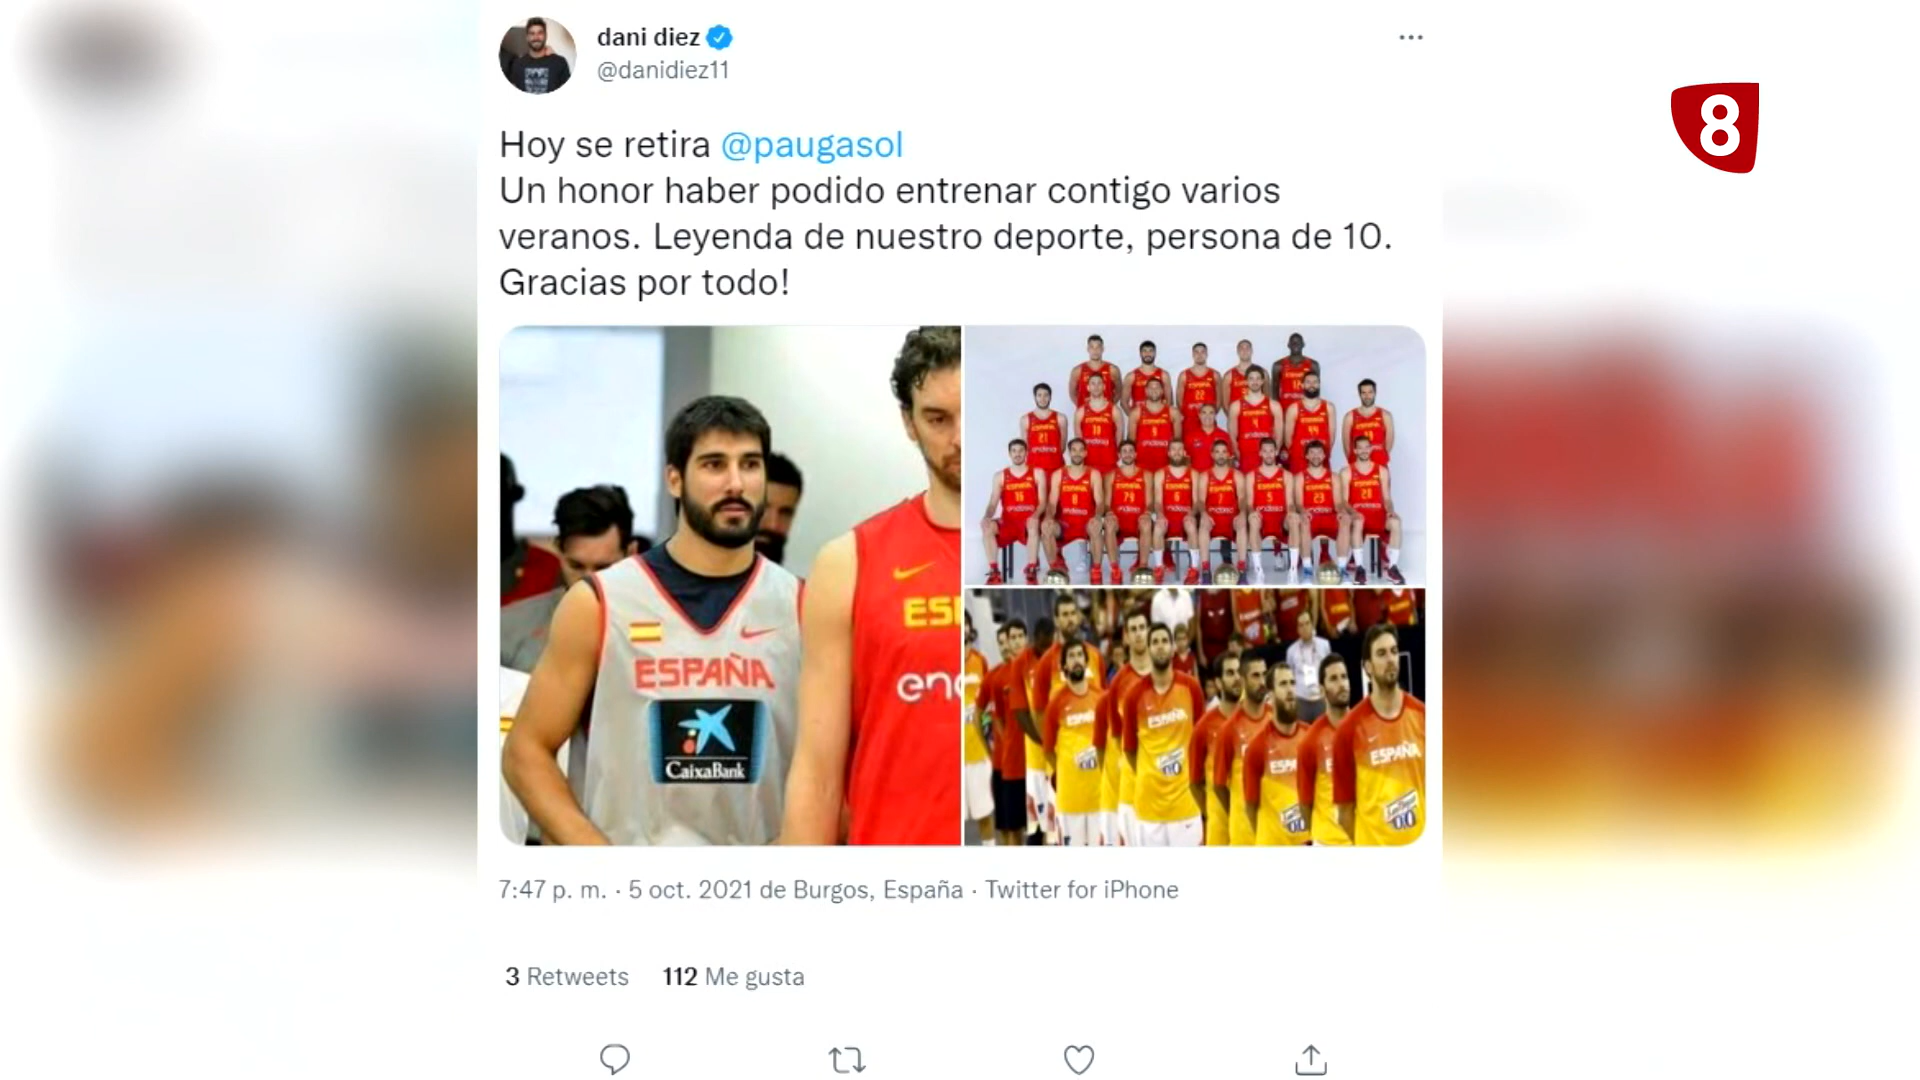 dani diez
@danidiez11
8
Hoy se retira @paugasol
Un honor haber podido entrenar contigo varios
veranos. Leyenda de nuestro deporte, persona de 10.
Gracias por todo!
ESPAÑA
CaixaBank
ESPAÑA
ESPAÑA
7:47 p. m. · 5 oct. 2021 de Burgos, España · Twitter for iPhone
3 Retweets 112 Me gusta